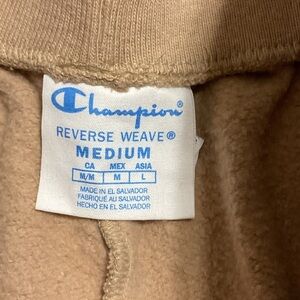 Champion
REVERSE WEAVE®
MEDIUM
CA MEX ASIA
M/M M L
MADE IN EL SALVADOR
FABRIQUÉ AU SALVADOR
HECHO EN EL SALVADOR